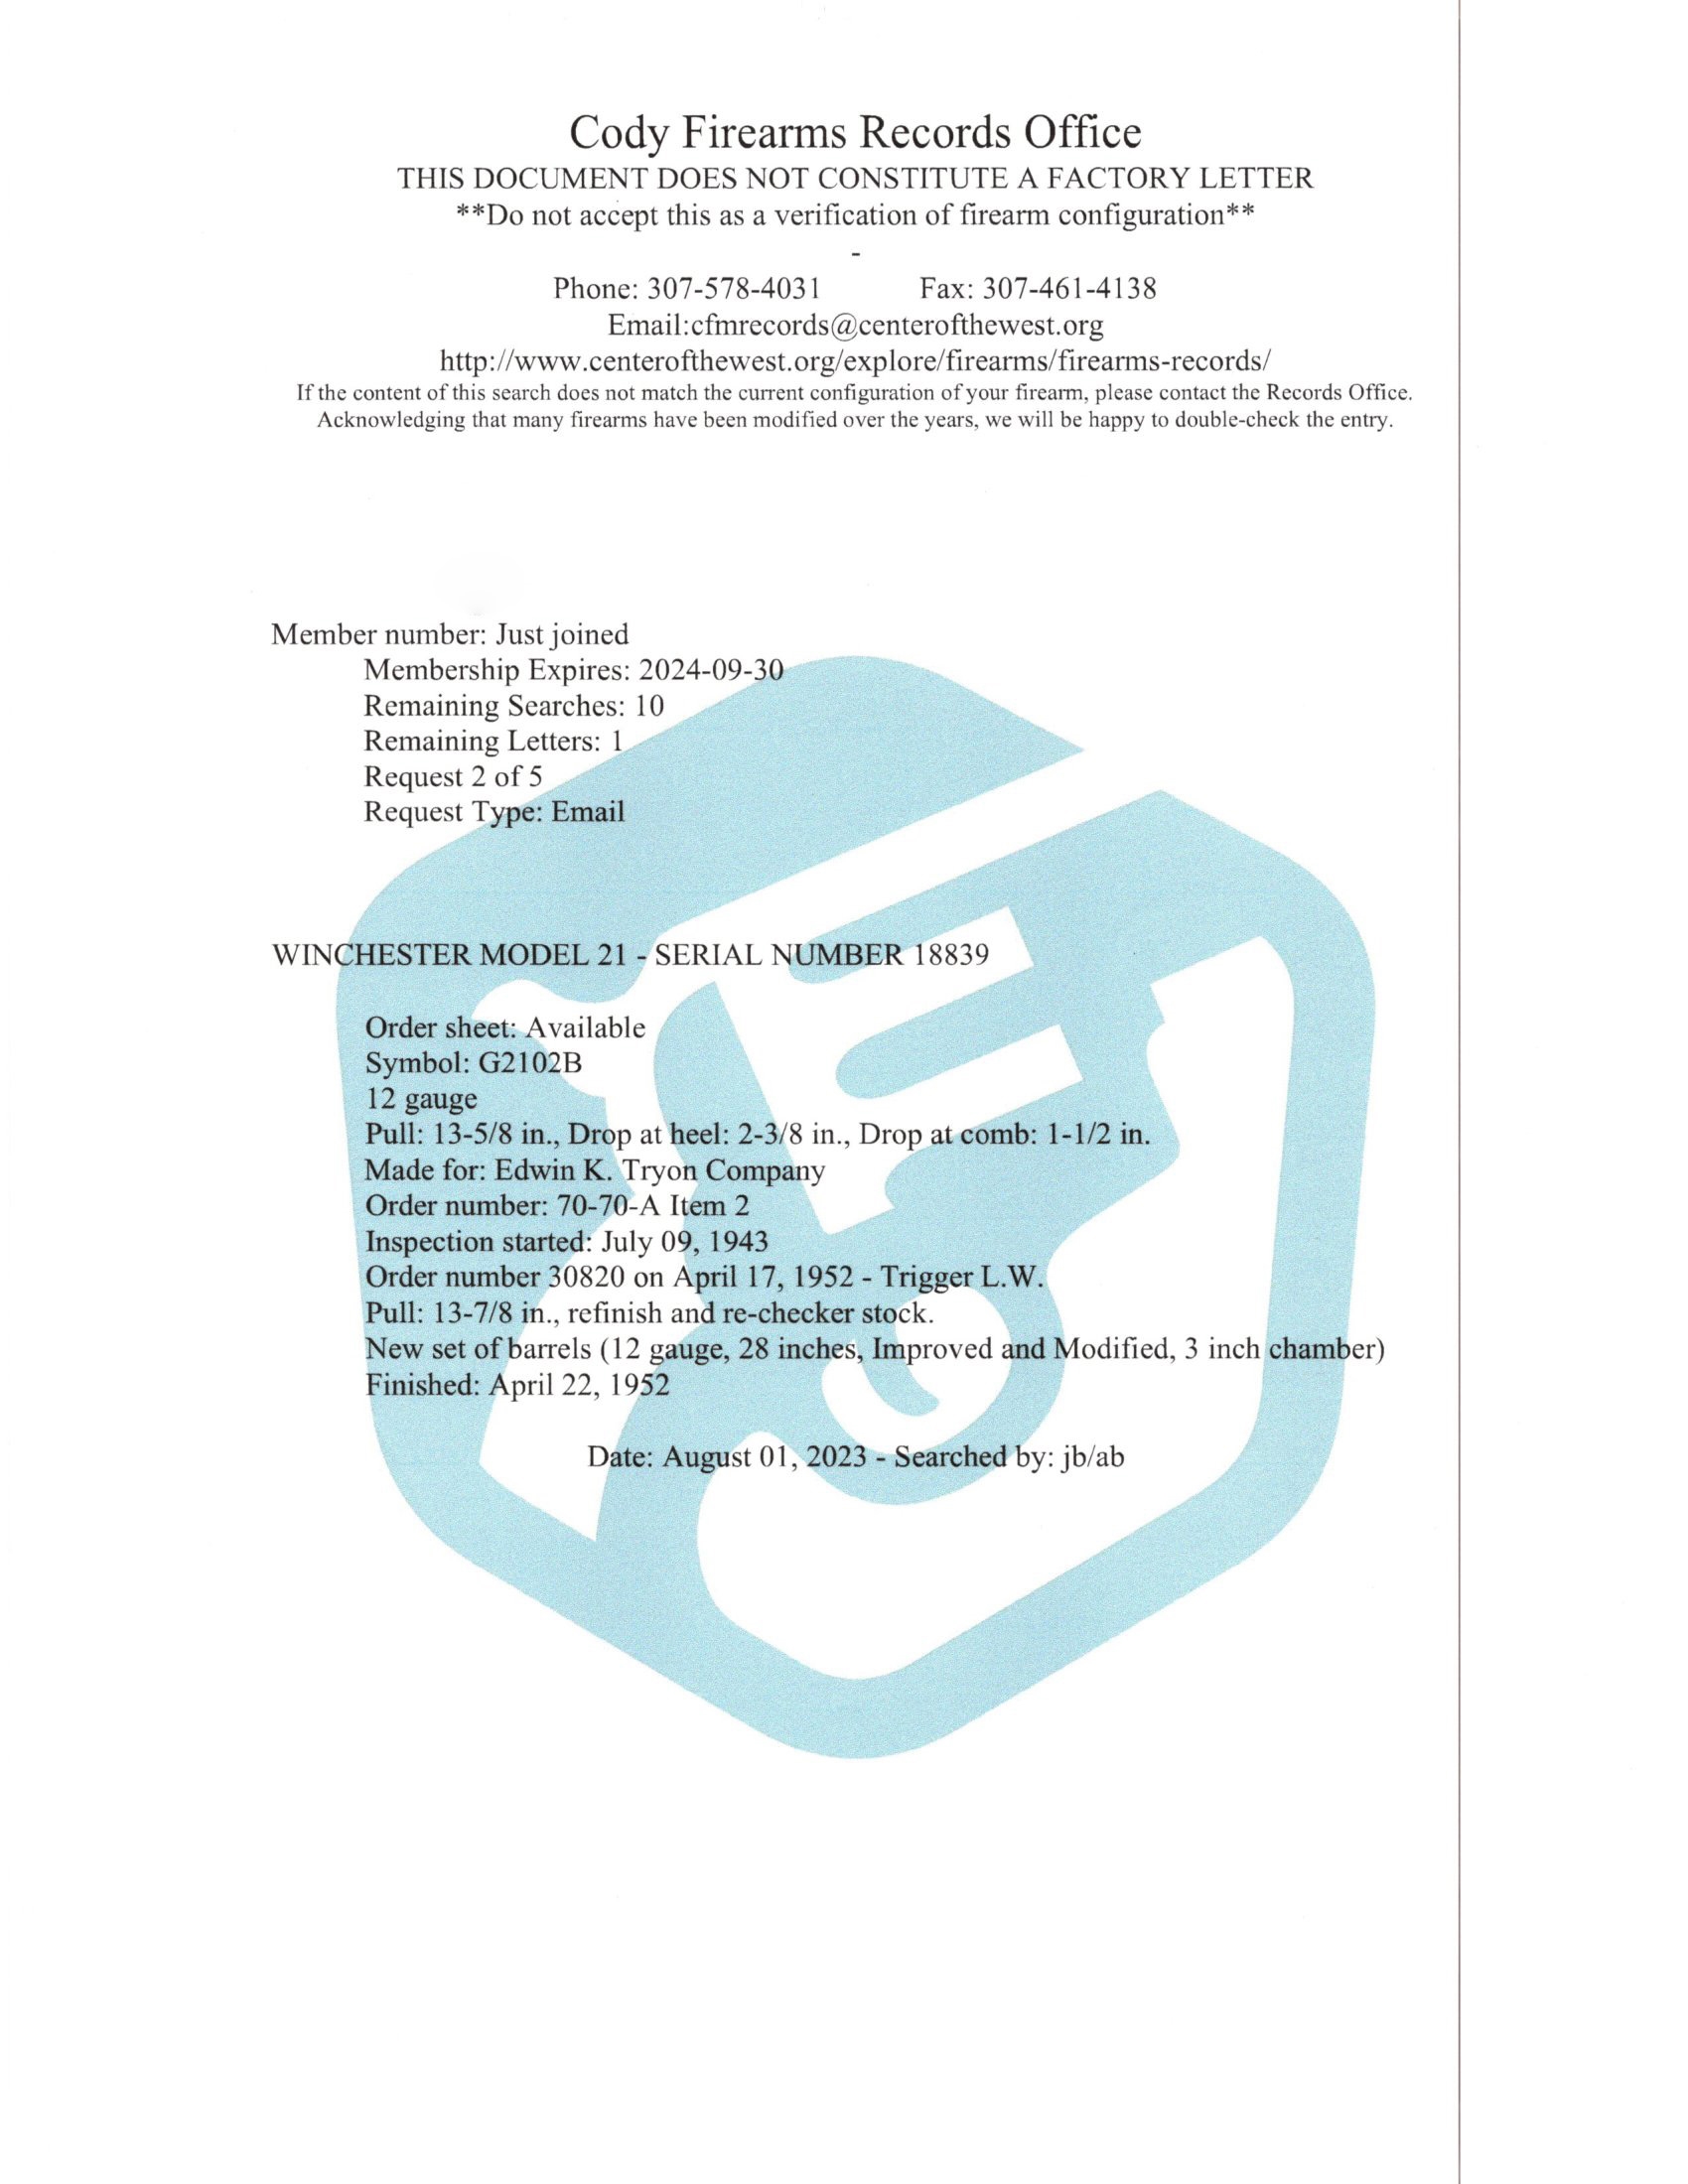 Cody Firearms Records Office
THIS DOCUMENT DOES NOT CONSTITUTE A FACTORY LETTER
**Do not accept this as a verification of firearm configuration**
-
Phone: 307-578-4031 Fax: 307-461-4138
Email:cfmrecords@centerofthewest.org
http://www.centerofthewest.org/explore/firearms/firearms-records/
If the content of this search does not match the current configuration of your firearm, please contact the Records Office.
Acknowledging that many firearms have been modified over the years, we will be happy to double-check the entry.
Member number: Just joined
Membership Expires: 2024-09-30
Remaining Searches: 10
Remaining Letters: 1
Request 2 of 5
Request Type: Email
WINCHESTER MODEL 21 - SERIAL NUMBER 18839
Order sheet: Available
Symbol: G2102B
12 gauge
Pull: 13-5/8 in., Drop at heel: 2-3/8 in., Drop at comb: 1-1/2 in.
Made for: Edwin K. Tryon Company
Order number: 70-70-A Item 2
Inspection started: July 09, 1943
Order number 30820 on April 17, 1952 - Trigger L.W.
Pull: 13-7/8 in., refinish and re-checker stock.
New set of barrels (12 gauge, 28 inches, Improved and Modified, 3 inch chamber)
Finished: April 22, 1952
Date: August 01, 2023 - Searched by: jb/ab